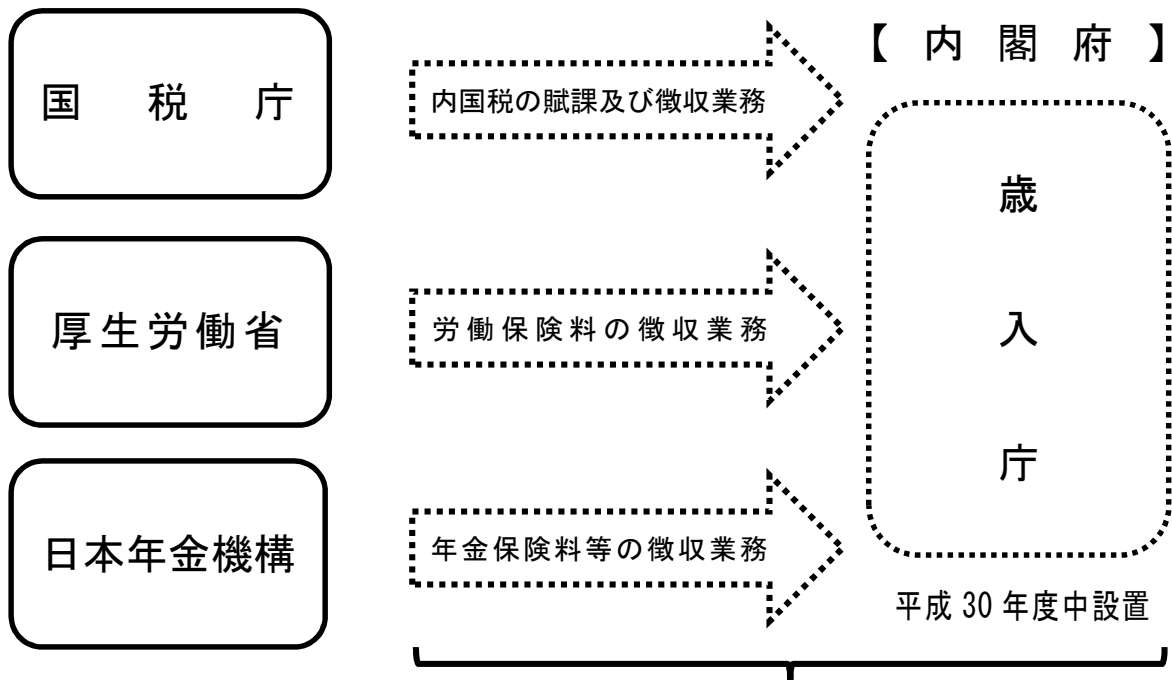 国税庁
内国税の賦課及び徴収業務
【内閣府】
歳入庁
厚生労働省
労働保険料の徴収業務
日本年金機構
年金保険料等の徴収業務
平成30年度中設置